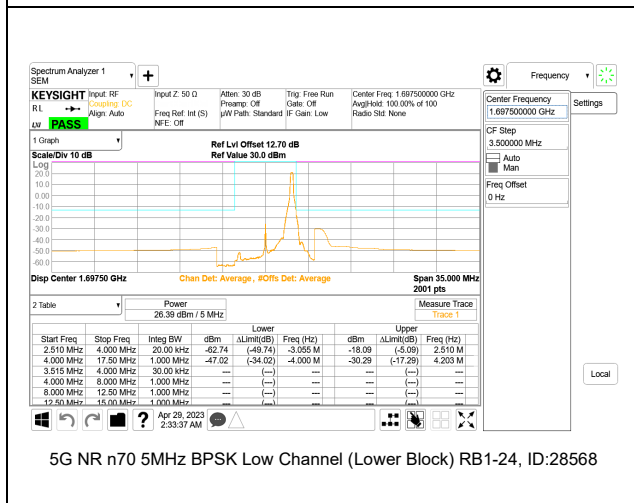 Spectrum Analyzer 1
SEM
Frequency
KEYSIGHT
Input: RF
Input Z: 50 Ω
Atten: 30 dB
Trig: Free Run
Center Freq: 1.697500000 GHz
RL
Coupling: DC
Preamp: Off
Gate: Off
Avg|Hold: 100.00% of 100
Align: Auto
Freq Ref: Int (S)
µW Path: Standard
IF Gain: Low
Radio Std: None
NFE: Off
LXI
PASS
Center Frequency
1.697500000 GHz
Settings
CF Step
3.500000 MHz
Auto
Man
Freq Offset
0 Hz
1 Graph
Ref Lvl Offset 12.70 dB
Scale/Div 10 dB
Ref Value 30.0 dBm
Log
20.0
10.0
0.00
-10.0
-20.0
-30.0
-40.0
-50.0
-60.0
Disp Center 1.69750 GHz
Chan Det: Average, #Offs Det: Average
Span 35.000 MHz
2001 pts
2 Table
Power
Measure Trace
26.39 dBm / 5 MHz
Trace 1
Lower Upper
Start Freq Stop Freq Integ BW dBm ΔLimit(dB) Freq (Hz) dBm ΔLimit(dB) Freq (Hz)
2.510 MHz 4.000 MHz 20.00 kHz -62.74 (-49.74) -3.055 M -18.09 (-5.09) 2.510 M
4.000 MHz 17.50 MHz 1.000 MHz -47.02 (-34.02) -4.000 M -30.29 (-17.29) 4.203 M
3.515 MHz 4.000 MHz 30.00 kHz --- (---) --- (---)
4.000 MHz 8.000 MHz 1.000 MHz --- (---) --- (---)
8.000 MHz 12.50 MHz 1.000 MHz --- (---) --- (---)
12.50 MHz 15.00 MHz 1.000 MHz --- (---) --- (---)
Local
Apr 29, 2023
2:33:37 AM
5G NR n70 5MHz BPSK Low Channel (Lower Block) RB1-24, ID:28568